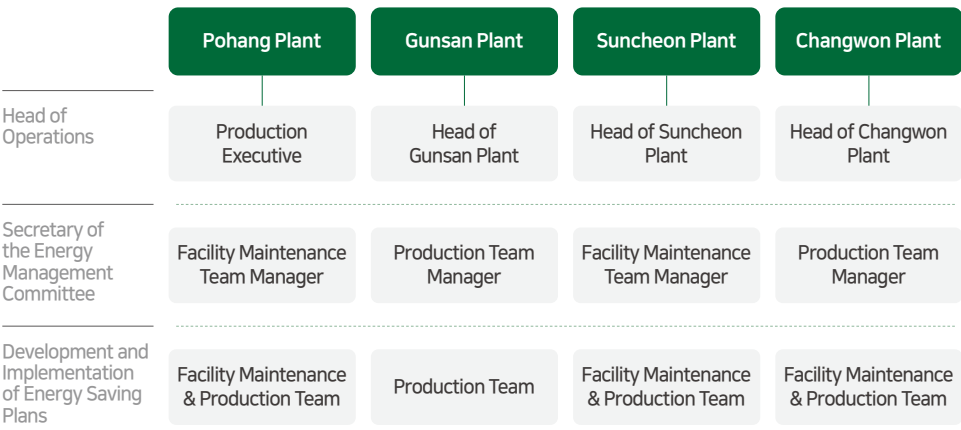 Pohang Plant
Gunsan Plant
Suncheon Plant
Changwon Plant
Head of
Operations
Production
Executive
Head of
Gunsan Plant
Head of Suncheon
Plant
Head of Changwon
Plant
Secretary of
the Energy
Management
Committee
Facility Maintenance
Team Manager
Production Team
Manager
Facility Maintenance
Team Manager
Production Team
Manager
Development and
Implementation
of Energy Saving
Plans
Facility Maintenance
& Production Team
Production Team
Facility Maintenance
& Production Team
Facility Maintenance
& Production Team